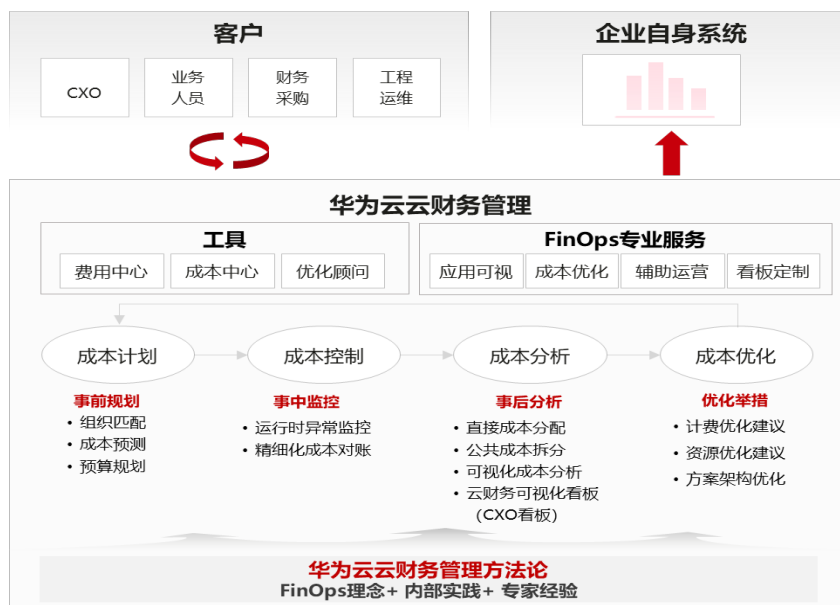 客户
企业自身系统
CXO
业务
人员
财务
采购
工程
运维
华为云云财务管理
工具
FinOps专业服务
费用中心
成本中心
优化顾问
应用可视
成本优化
辅助运营
看板定制
成本计划
成本控制
成本分析
成本优化
事前规划
• 组织匹配
• 成本预测
• 预算规划
事中监控
• 运行时异常监控
• 精细化成本对账
事后分析
• 直接成本分配
• 公共成本拆分
• 可视化成本分析
• 云财务可视化看板
（CXO看板）
优化举措
• 计费优化建议
• 资源优化建议
• 方案架构优化
华为云云财务管理方法论
FinOps理念+ 内部实践+ 专家经验